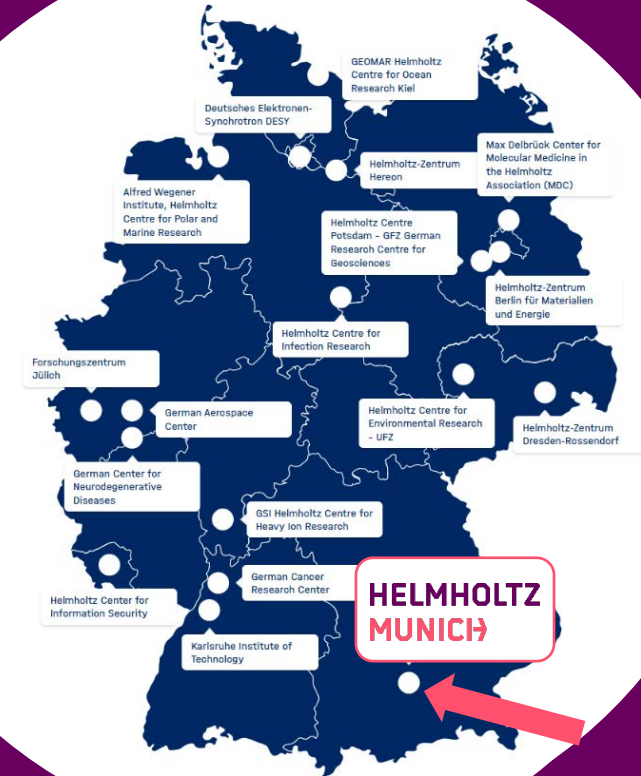 GEOMAR Helmholtz
Centre for Ocean
Research Kiel
Deutsches Elektronen-
Synchrotron DESY
Max Delbrük Center for
Molecular Medicine in
the Helmholtz
Association (MDC)
Helmholtz-Zentrum
Hereon
Alfred Wegener
Institute, Helmholtz
Centre for Polar and
Marine Research
Helmholtz Centre
Potsdam – GFZ German
Research Centre for
Geosciences
Helmholtz-Zentrum
Berlin für Materialien
und Energie
Helmholtz Centre for
Infection Research
Forschungszentrum
Jülich
German Aerospace
Center
Helmholtz Centre for
Environmental Research
– UFZ
Helmholtz-Zentrum
Dresden-Rossendorf
German Center for
Neurodegenerative
Diseases
GSI Helmholtz Centre for
Heavy Ion Research
German Cancer
Research Center
Helmholtz Center for
Information Security
Karlsruhe Institute of
Technology
HELMHOLTZ
MUNICH